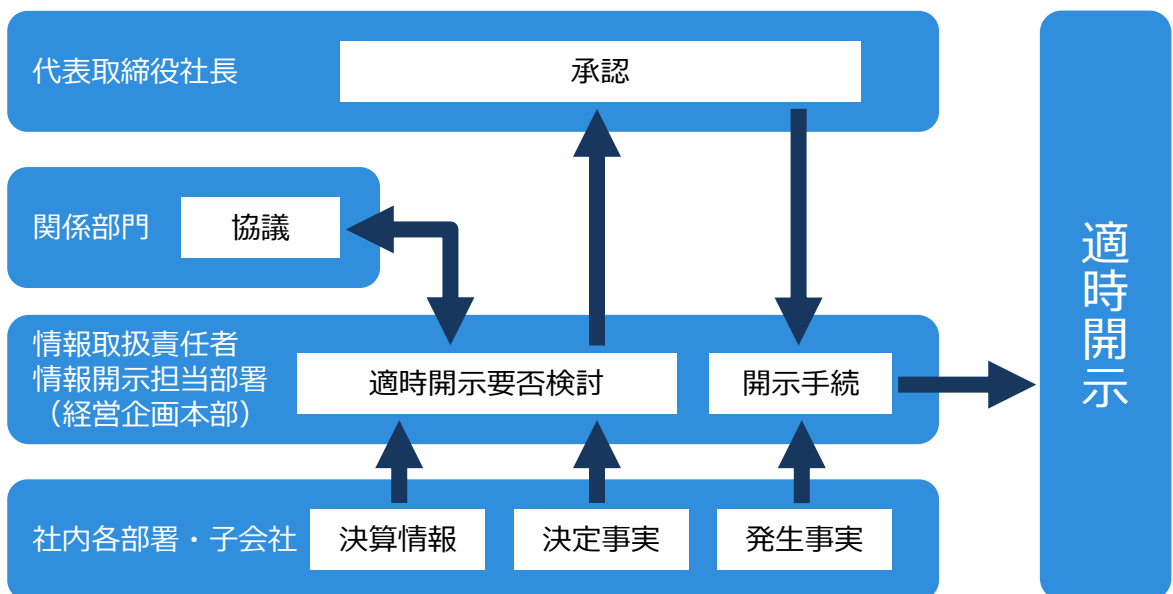 代表取締役社長
承認
関係部門
協議
情報取扱責任者
情報開示担当部署
（経営企画本部）
適時開示要否検討
開示手続
社内各部署・子会社
決算情報
決定事実
発生事実
適時開示